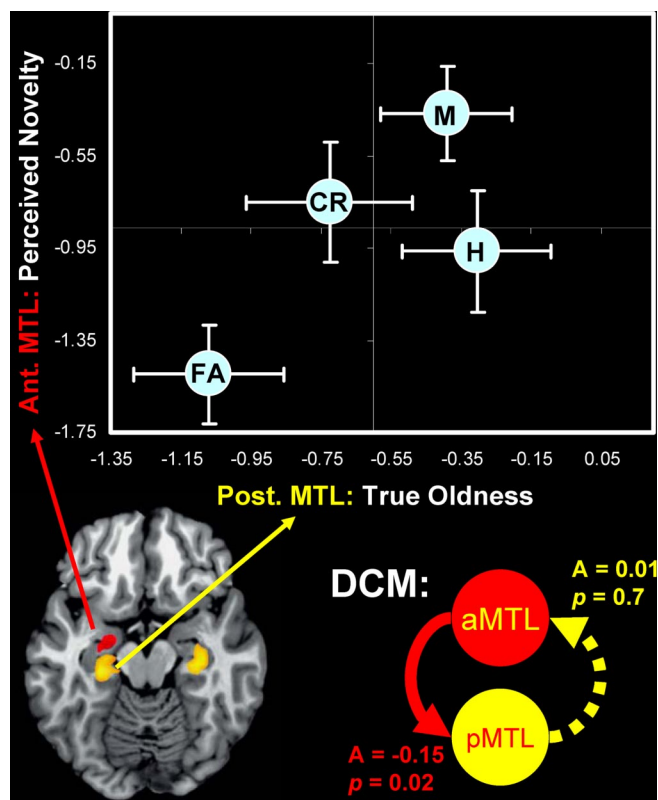 Ant. MTL: Perceived Novelty
-0.15
-0.55
-0.95
-1.35
-1.75
M
CR
H
FA
-1.35 -1.15 -0.95 -0.75 -0.55 -0.35 -0.15 0.05
Post. MTL: True Oldness
DCM:
A = 0.01
p = 0.7
aMTL
pMTL
A = -0.15
p = 0.02